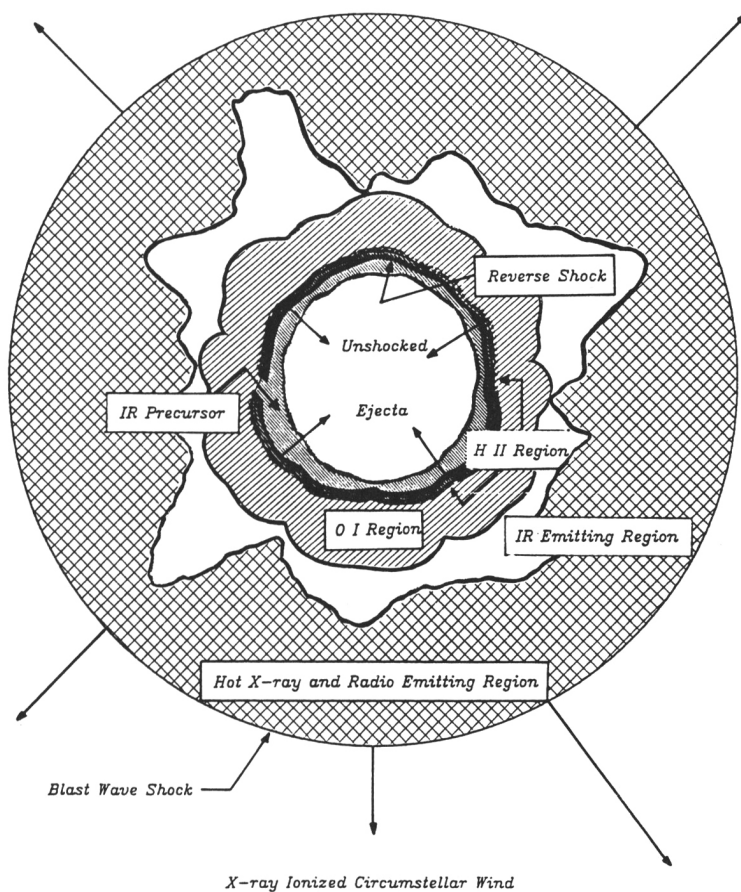 Reverse Shock
Unshocked
IR Precursor
Ejecta
H II Region
O I Region
IR Emitting Region
Hot X-ray and Radio Emitting Region
Blast Wave Shock
X-ray Ionized Circumstellar Wind